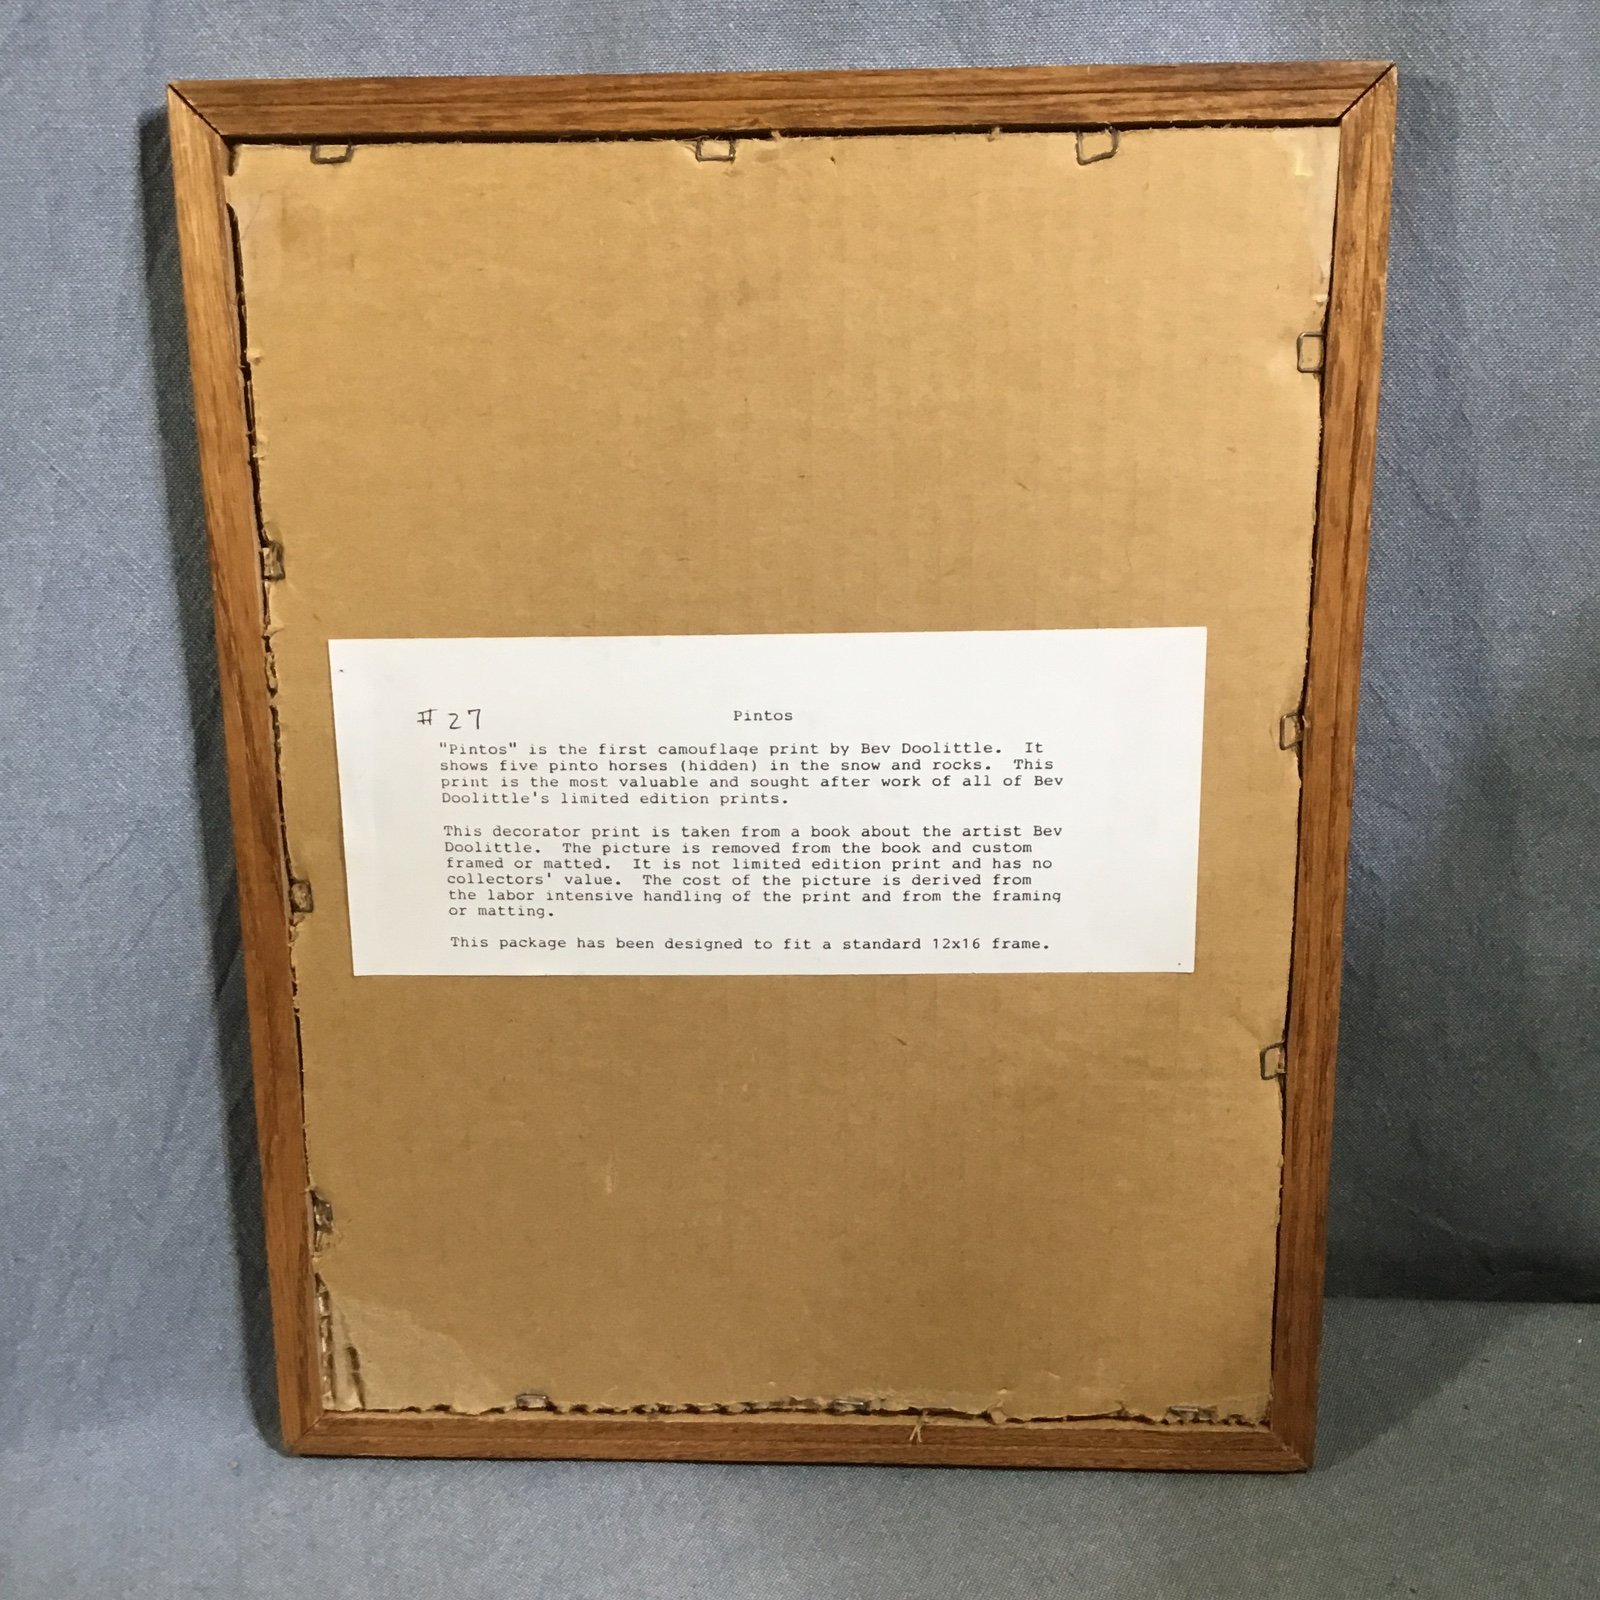 # 27 Pintos
"Pintos" is the first camouflage print by Bev Doolittle. It
shows five pinto horses (hidden) in the snow and rocks. This
print is the most valuable and sought after work of all of Bev
Doolittle's limited edition prints.
This decorator print is taken from a book about the artist Bev
Doolittle. The picture is removed from the book and custom
framed or matted. It is not limited edition print and has no
collectors' value. The cost of the picture is derived from
the labor intensive handling of the print and from the framing
or matting.
This package has been designed to fit a standard 12x16 frame.